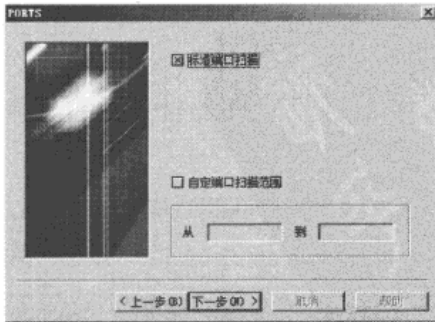 PORTS
标准端口扫描
自定端口扫描范围
从 到
< 上一步(B) 下一步(N) > 取消 帮助